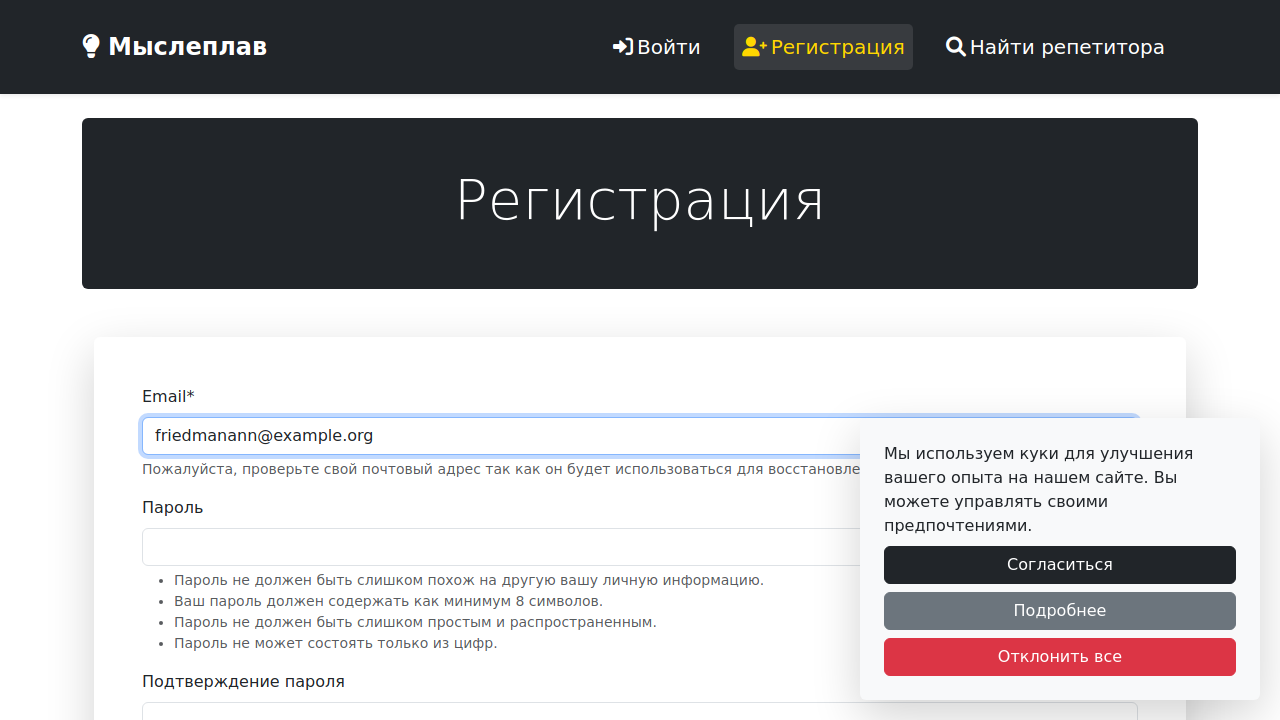 Мыслеплав
Войти
Регистрация
Найти репетитора
Регистрация
Email*
friedmanann@example.org
Пожалуйста, проверьте свой почтовый адрес так как он будет использоваться для
Пароль
Пароль не должен быть слишком похож на другую вашу личную информацию.
Ваш пароль должен содержать как минимум 8 символов.
Пароль не должен быть слишком простым и распространенным.
Пароль не может состоять только из цифр.
Подтверждение пароля
Мы используем куки для улучшения
вашего опыта на нашем сайте. Вы
можете управлять своими
предпочтениями.
Согласиться
Подробнее
Отклонить все